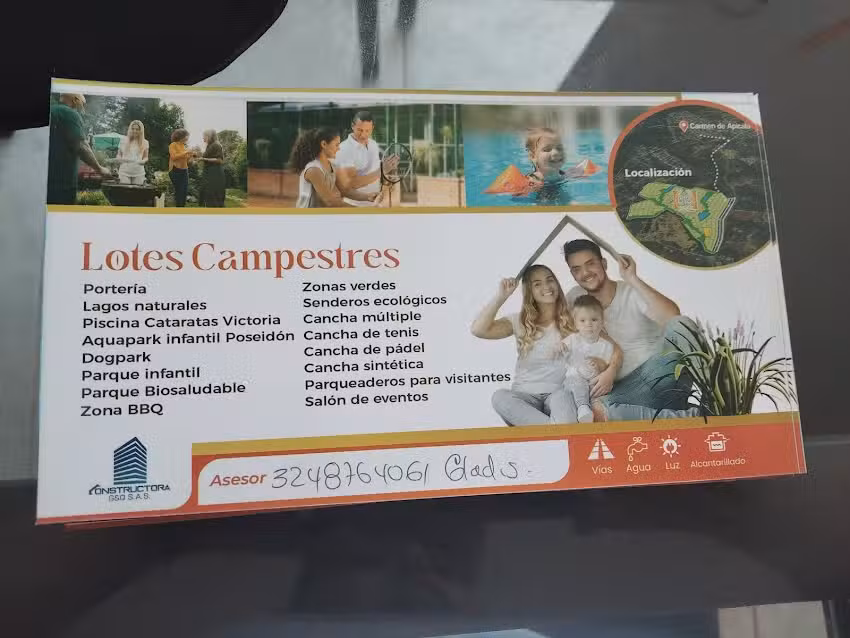 Carmen de Apicalá
Localización
Lotes Campestres
Portería
Lagos naturales
Piscina Cataratas Victoria
Aquapark infantil Poseidón
Dogpark
Parque infantil
Parque Biosaludable
Zona BBQ
Zonas verdes
Senderos ecológicos
Cancha múltiple
Cancha de tenis
Cancha de pádel
Cancha sintética
Parqueaderos para visitantes
Salón de eventos
CONSTRUCTORA
G&G S.A.S.
Asesor 3248764061 Gladis.
Vías Agua Luz Alcantarillado